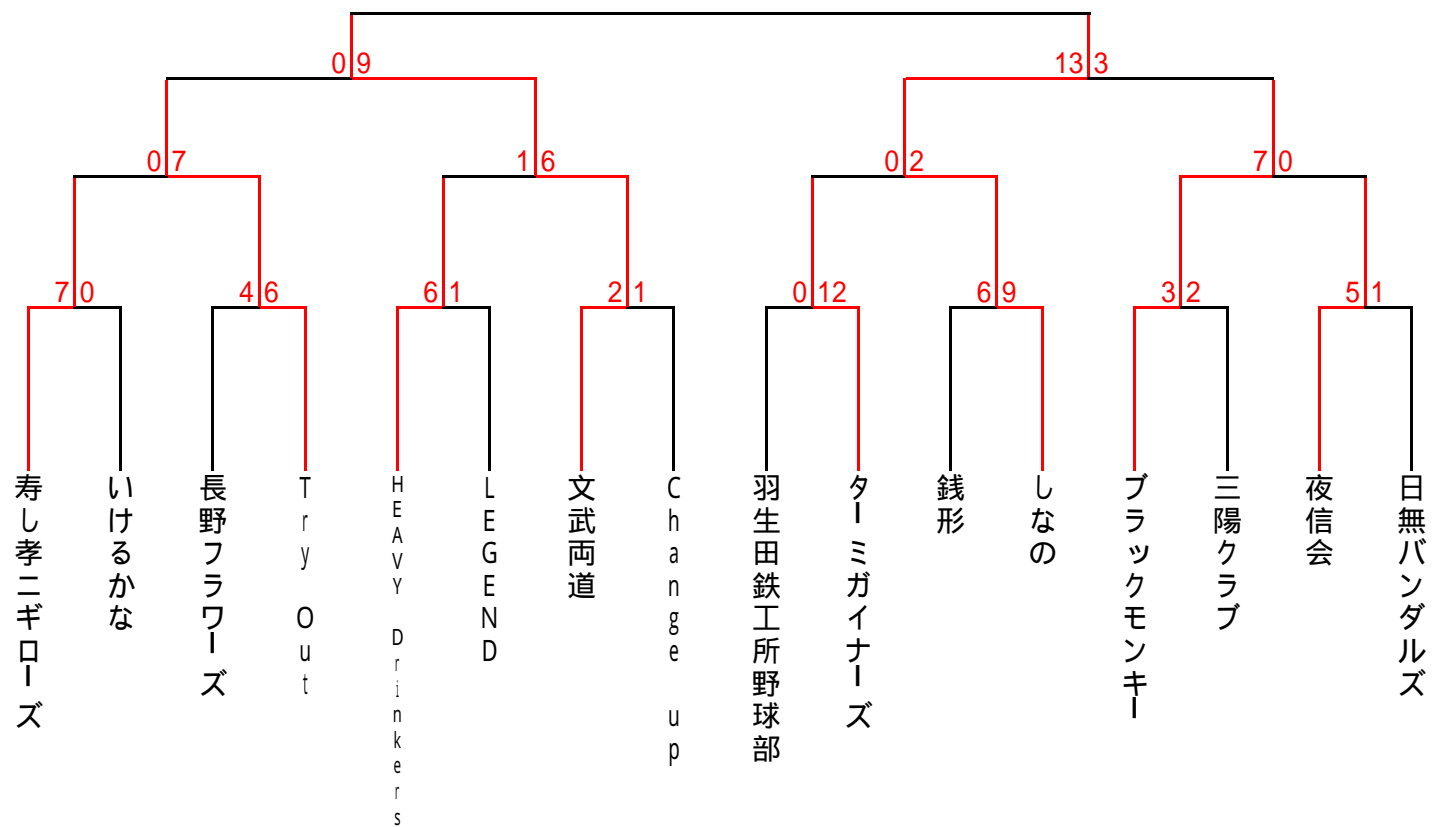 0 9
13 3
0 7
1 6
0 2
7 0
7 0
4 6
6 1
2 1
0 12
6 9
3 2
5 1
寿し孝ニギローズ
いけるかな
長野フラワーズ
Try Out
HEAVY Drinkers
LEGEND
文武両道
Change up
羽生田鉄工所野球部
ターミガイナーズ
銭形
しなの
ブラックモンキー
三陽クラブ
夜信会
日無バンダルズ